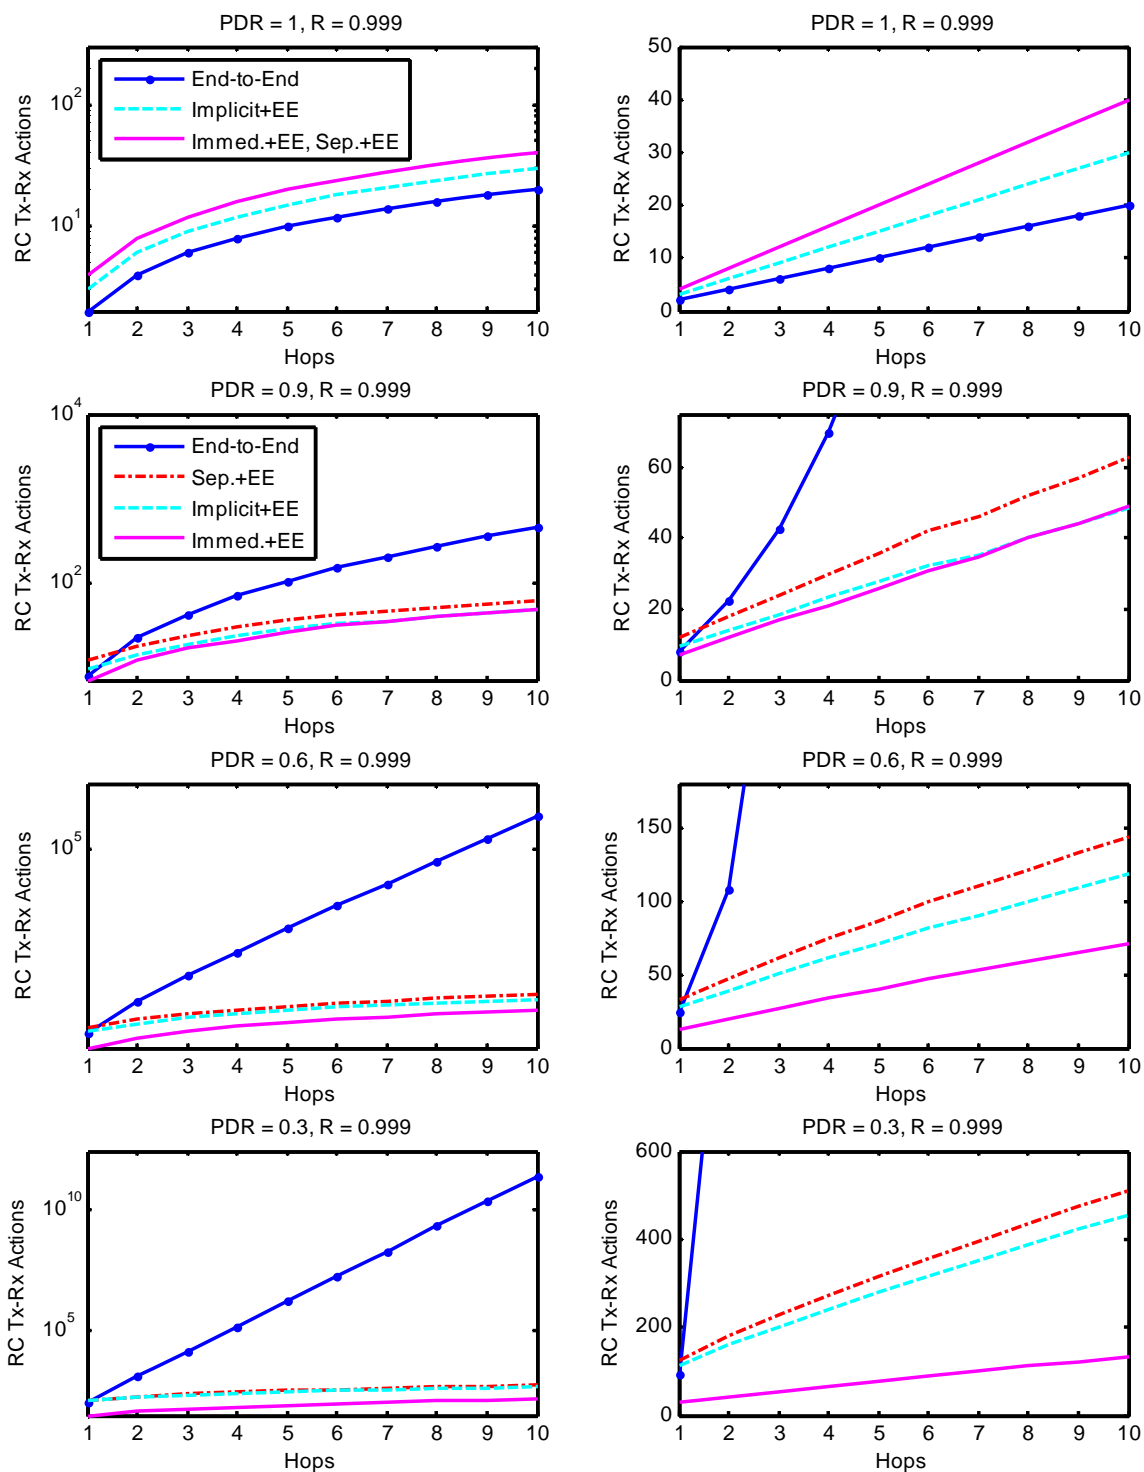 PDR = 1, R = 0.999
RC Tx-Rx Actions
10^2
10^1
End-to-End
Implicit+EE
Immed.+EE, Sep.+EE
1 2 3 4 5 6 7 8 9 10
Hops
PDR = 1, R = 0.999
RC Tx-Rx Actions
50
40
30
20
10
0
1 2 3 4 5 6 7 8 9 10
Hops
PDR = 0.9, R = 0.999
RC Tx-Rx Actions
10^4
10^2
End-to-End
Sep.+EE
Implicit+EE
Immed.+EE
1 2 3 4 5 6 7 8 9 10
Hops
PDR = 0.9, R = 0.999
RC Tx-Rx Actions
60
40
20
0
1 2 3 4 5 6 7 8 9 10
Hops
PDR = 0.6, R = 0.999
RC Tx-Rx Actions
10^5
1 2 3 4 5 6 7 8 9 10
Hops
PDR = 0.6, R = 0.999
RC Tx-Rx Actions
150
100
50
0
1 2 3 4 5 6 7 8 9 10
Hops
PDR = 0.3, R = 0.999
RC Tx-Rx Actions
10^10
10^5
1 2 3 4 5 6 7 8 9 10
Hops
PDR = 0.3, R = 0.999
RC Tx-Rx Actions
600
400
200
0
1 2 3 4 5 6 7 8 9 10
Hops